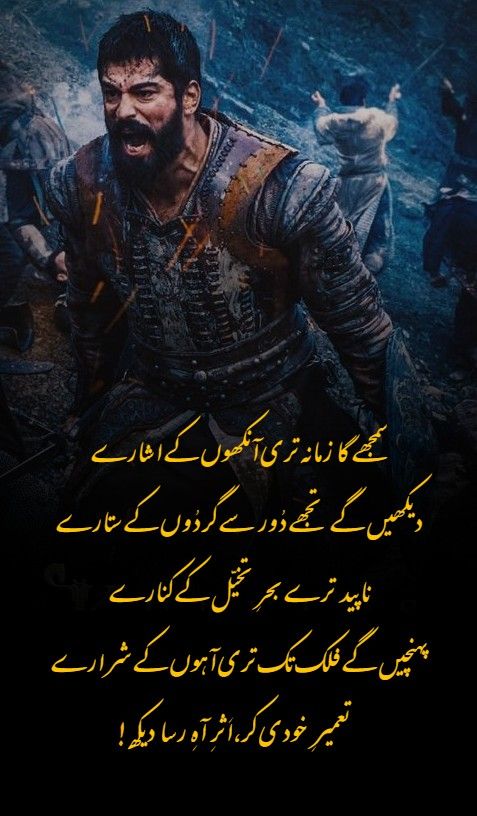 سمجھے گا زمانہ تری آنکھوں کے اشارے
دیکھیں گے تجھے دُور سے گردُوں کے ستارے
ناپید ترے بحرِ تخیّل کے کنارے
پہنچیں گے فلک تک تری آہوں کے شرارے
تعمیرِ خودی کر، اَثرِ آہِ رسا دیکھ!